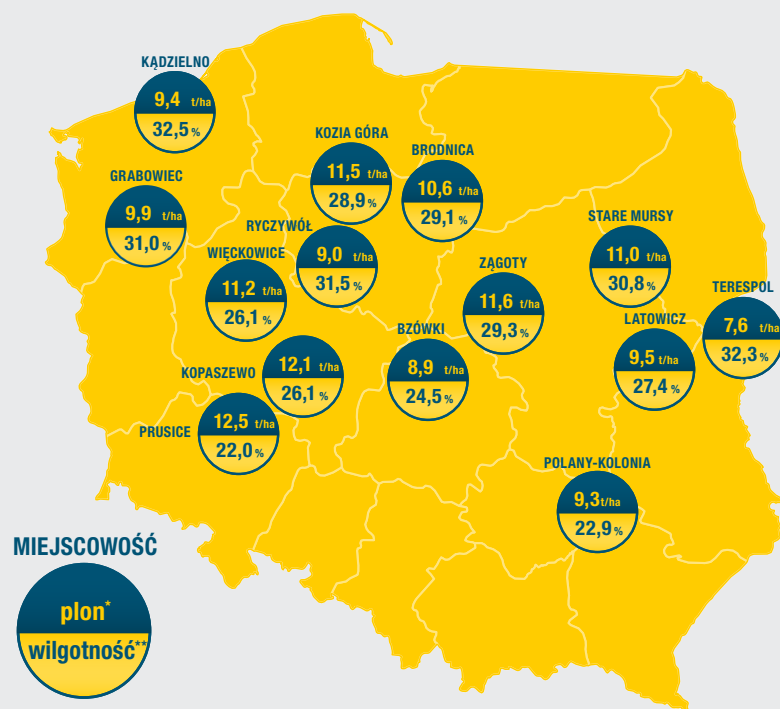 KĄDZIELNO
9,4 t/ha
32,5 %
KOZIA GÓRA
11,5 t/ha
28,9 %
BRODNICA
10,6 t/ha
29,1 %
GRABOWIEC
9,9 t/ha
31,0 %
RYCZYWÓŁ
9,0 t/ha
31,5 %
STARE MURSY
11,0 t/ha
30,8 %
WIĘCKOWICE
11,2 t/ha
26,1 %
ZĄGOTY
11,6 t/ha
29,3 %
TERESPOL
7,6 t/ha
32,3 %
LATOWICZ
9,5 t/ha
27,4 %
BZÓWKI
8,9 t/ha
24,5 %
KOPASZEWO
12,1 t/ha
26,1 %
PRUSICE
12,5 t/ha
22,0 %
POLANY-KOLONIA
9,3t/ha
22,9 %
MIEJSCOWOŚĆ
plon*
wilgotność**